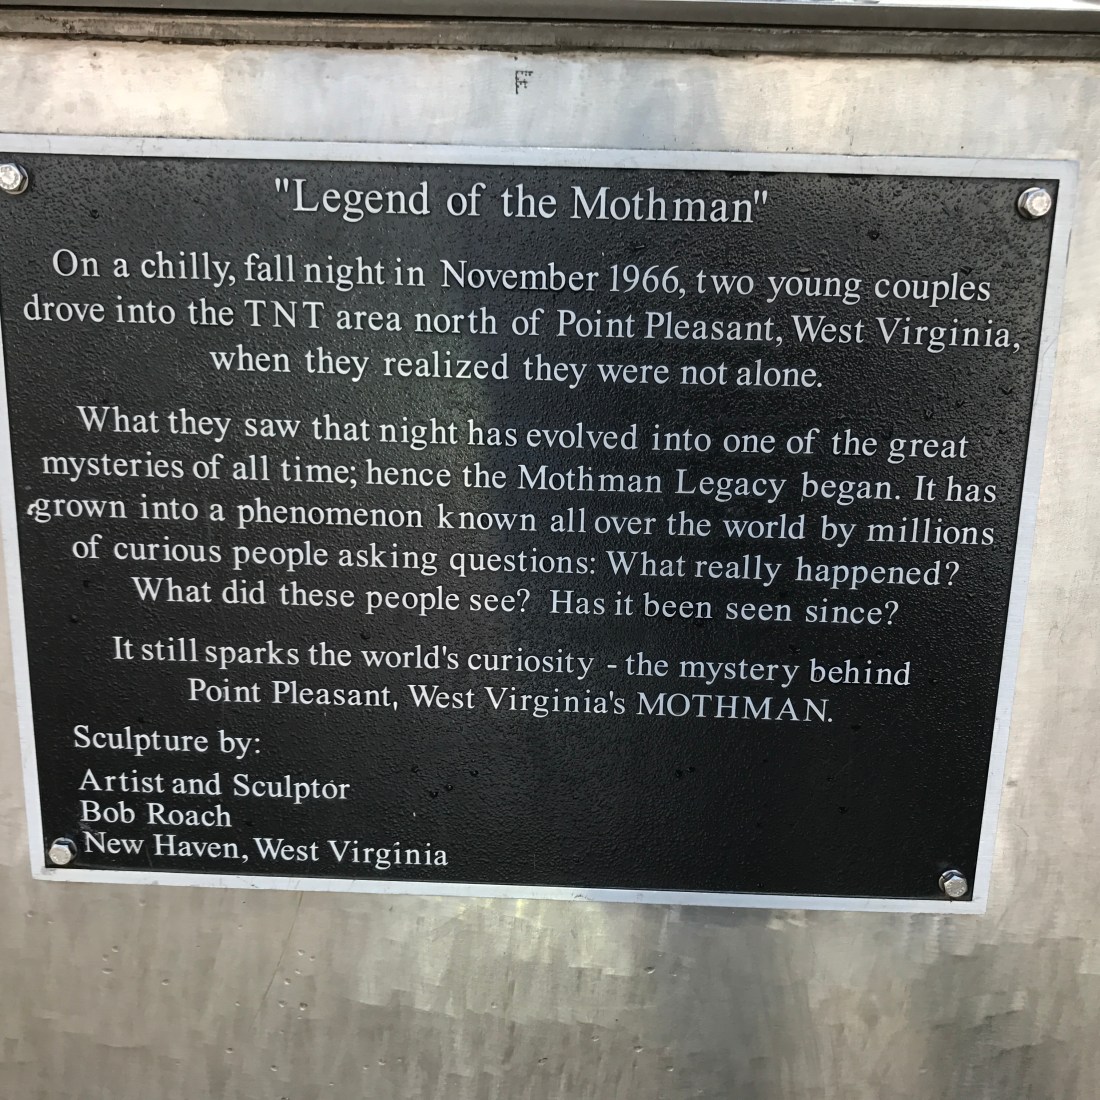 "Legend of the Mothman"
On a chilly, fall night in November 1966, two young couples
drove into the TNT area north of Point Pleasant, West Virginia,
when they realized they were not alone.
What they saw that night has evolved into one of the great
mysteries of all time; hence the Mothman Legacy began. It has
grown into a phenomenon known all over the world by millions
of curious people asking questions: What really happened?
What did these people see? Has it been seen since?
It still sparks the world's curiosity - the mystery behind
Point Pleasant, West Virginia's MOTHMAN.
Sculpture by:
Artist and Sculptor
Bob Roach
New Haven, West Virginia